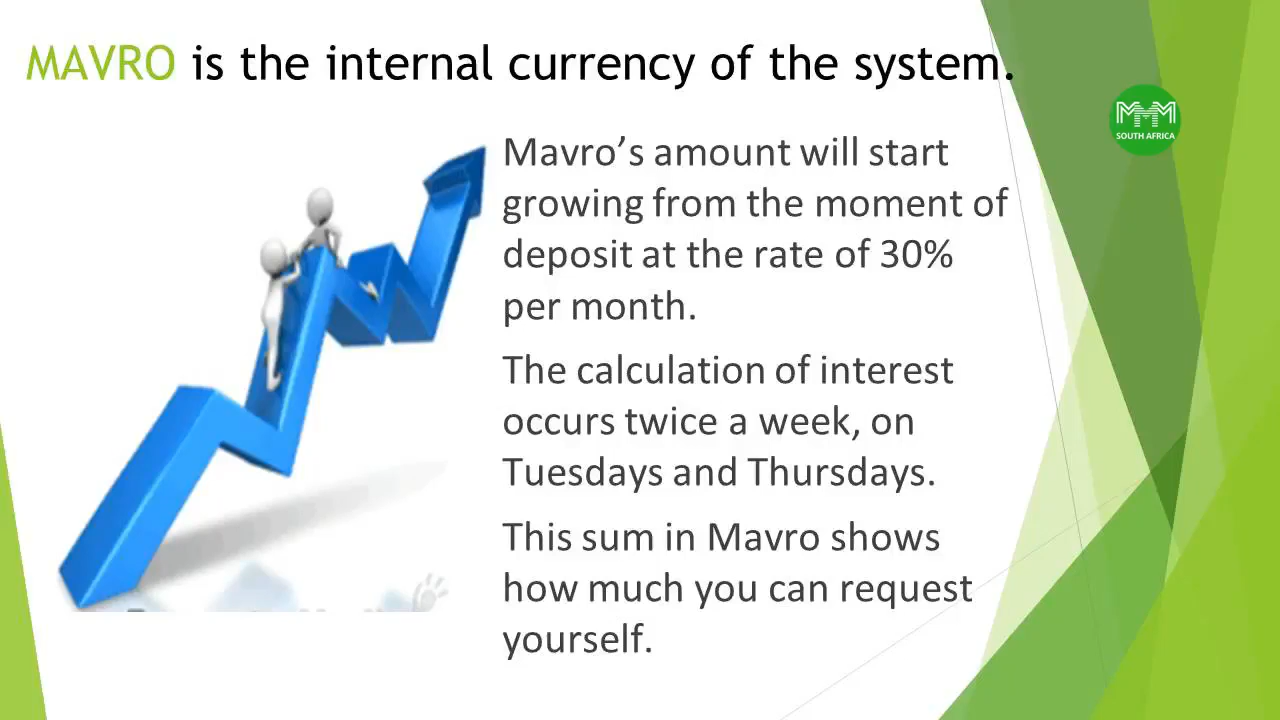 MAVRO is the internal currency of the system.
MMM
SOUTH AFRICA
Mavro’s amount will start
growing from the moment of
deposit at the rate of 30%
per month.
The calculation of interest
occurs twice a week, on
Tuesdays and Thursdays.
This sum in Mavro shows
how much you can request
yourself.